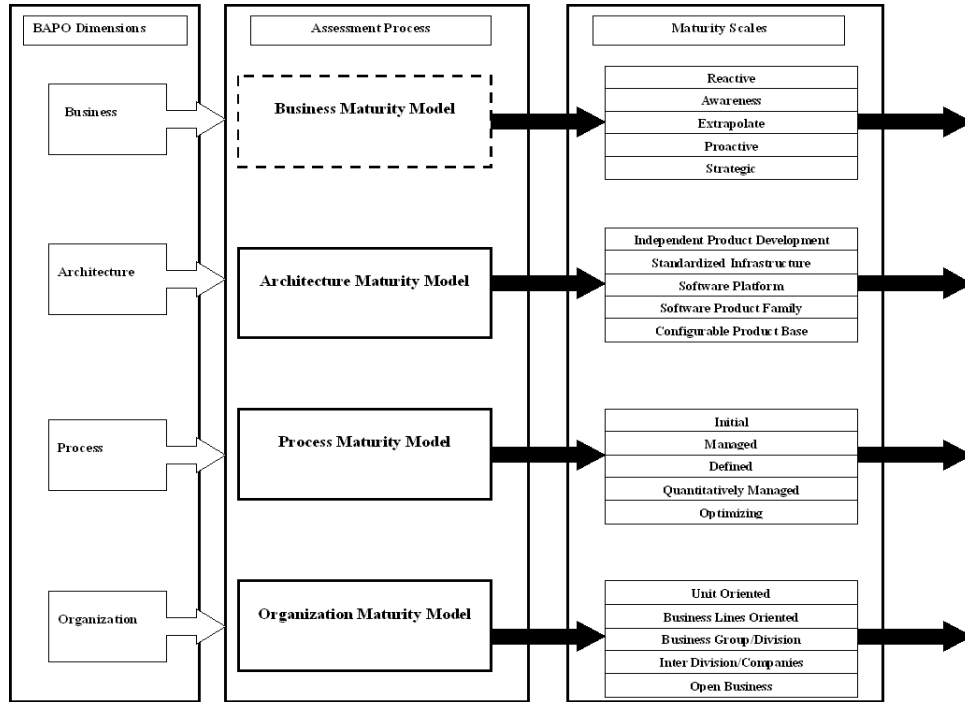 BAPO Dimensions
Assessment Process
Maturity Scales
Business
Business Maturity Model
Reactive
Awareness
Extrapolate
Proactive
Strategic
Architecture
Architecture Maturity Model
Independent Product Development
Standardized Infrastructure
Software Platform
Software Product Family
Configurable Product Base
Process
Process Maturity Model
Initial
Managed
Defined
Quantitatively Managed
Optimizing
Organization
Organization Maturity Model
Unit Oriented
Business Lines Oriented
Business Group/Division
Inter Division/Companies
Open Business